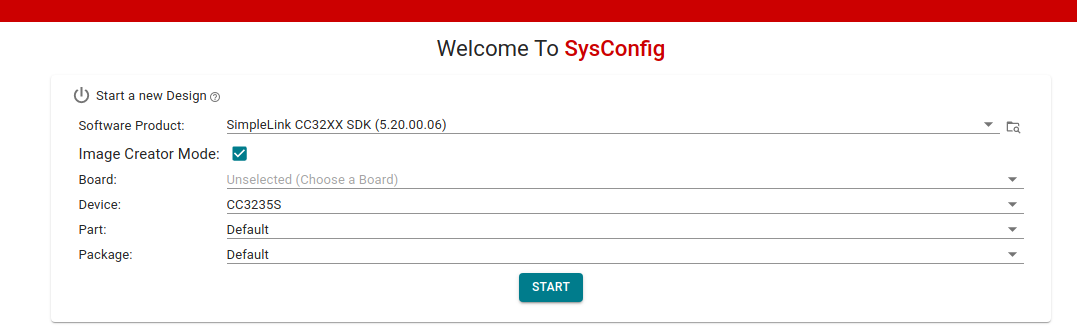 Welcome To SysConfig
Start a new Design
Software Product: SimpleLink CC32XX SDK (5.20.00.06)
Image Creator Mode:
Board: Unselected (Choose a Board)
Device: CC3235S
Part: Default
Package: Default
START